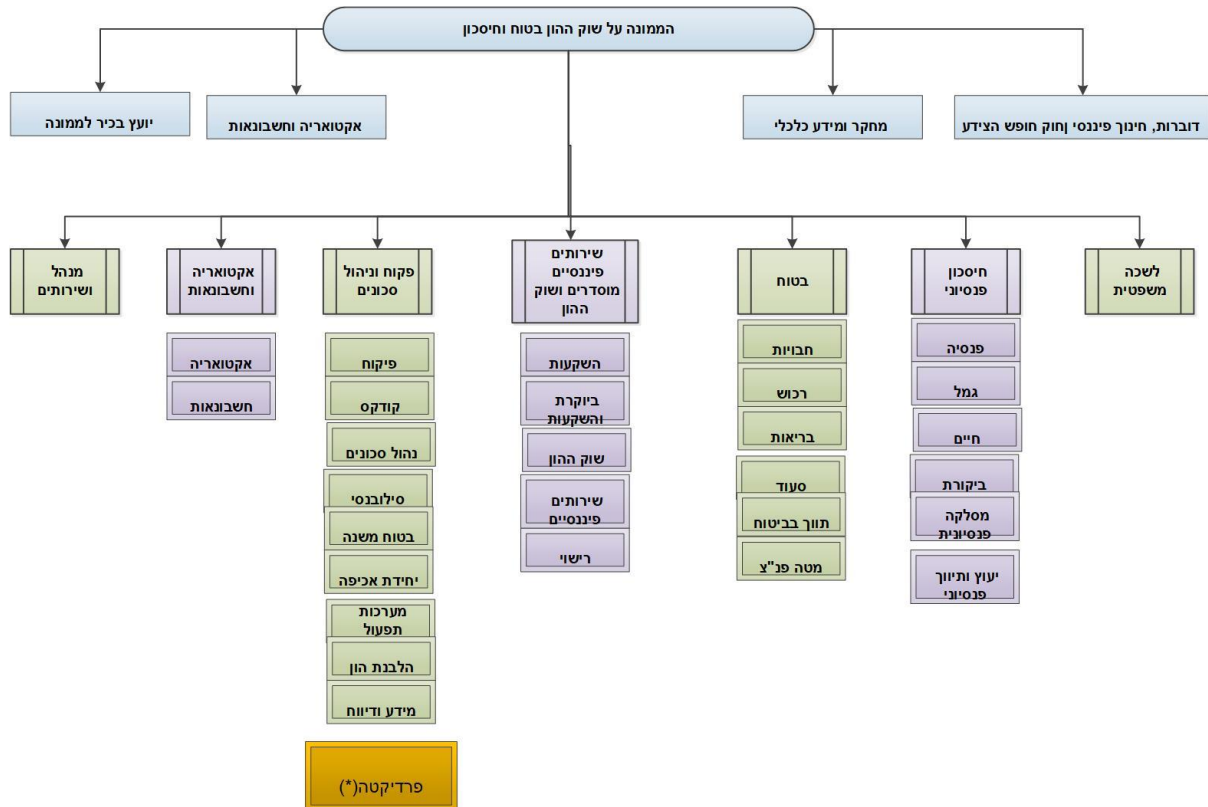 הממונה על שוק ההון בטוח וחיסכון
דוברות, חינוך פיננסי וןחוק חופש הצידע
מחקר ומידע כלכלי
אקטואריה וחשבונאות
יועץ בכיר לממונה
לשכה
משפטית
חיסכון
פנסיוני
פנסיה
גמל
חיים
ביקורת
מסלקה
פנסיונית
יעוץ ותיווך
פנסיוני
בטוח
חבויות
רכוש
בריאות
סעוד
תווך בביטוח
מטה פנ"צ
שירותים
פיננסיים
מוסדרים ושוק
ההון
השקעות
ביוקרת
והשקעות
שוק ההון
שירותים
פיננסיים
רישוי
פקוח וניהול
סכונים
פיקוח
קודקס
נהול סכונים
סילובנסי
בטוח משנה
יחידת אכיפה
מערכות
תפעול
הלבנת הון
מידע ודיווח
פרדיקטה(*)
אקטואריה
וחשבונאות
אקטואריה
חשבונאות
מנהל
ושירותים